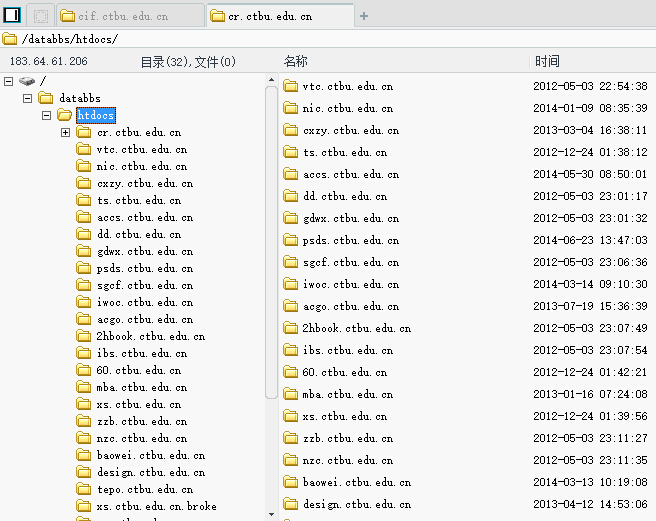 cif.ctbu.edu.cn
cr.ctbu.edu.cn
/databbs/htdocs/
183.64.61.206
目录(32),文件(0)
/
databbs
htdocs
cr.ctbu.edu.cn
vtc.ctbu.edu.cn
nic.ctbu.edu.cn
cxzy.ctbu.edu.cn
ts.ctbu.edu.cn
accs.ctbu.edu.cn
dd.ctbu.edu.cn
gdwx.ctbu.edu.cn
psds.ctbu.edu.cn
sgcf.ctbu.edu.cn
iwoc.ctbu.edu.cn
acgo.ctbu.edu.cn
2hbook.ctbu.edu.cn
ibs.ctbu.edu.cn
60.ctbu.edu.cn
mba.ctbu.edu.cn
xs.ctbu.edu.cn
zzb.ctbu.edu.cn
nzc.ctbu.edu.cn
baowei.ctbu.edu.cn
design.ctbu.edu.cn
tepo.ctbu.edu.cn
xs.ctbu.edu.cn.broke
名称 时间
vtc.ctbu.edu.cn 2012-05-03 22:54:38
nic.ctbu.edu.cn 2014-01-09 08:35:39
cxzy.ctbu.edu.cn 2013-03-04 16:38:11
ts.ctbu.edu.cn 2012-12-24 01:38:12
accs.ctbu.edu.cn 2014-05-30 08:50:01
dd.ctbu.edu.cn 2012-05-03 23:01:17
gdwx.ctbu.edu.cn 2012-05-03 23:01:32
psds.ctbu.edu.cn 2014-06-23 13:47:03
sgcf.ctbu.edu.cn 2012-05-03 23:06:36
iwoc.ctbu.edu.cn 2014-03-14 09:10:30
acgo.ctbu.edu.cn 2013-07-19 15:36:39
2hbook.ctbu.edu.cn 2012-05-03 23:07:49
ibs.ctbu.edu.cn 2012-05-03 23:07:54
60.ctbu.edu.cn 2012-12-24 01:42:21
mba.ctbu.edu.cn 2013-01-16 07:24:08
xs.ctbu.edu.cn 2012-12-24 01:39:56
zzb.ctbu.edu.cn 2012-05-03 23:11:27
nzc.ctbu.edu.cn 2012-05-03 23:11:35
baowei.ctbu.edu.cn 2014-03-13 10:19:08
design.ctbu.edu.cn 2013-04-12 14:53:06